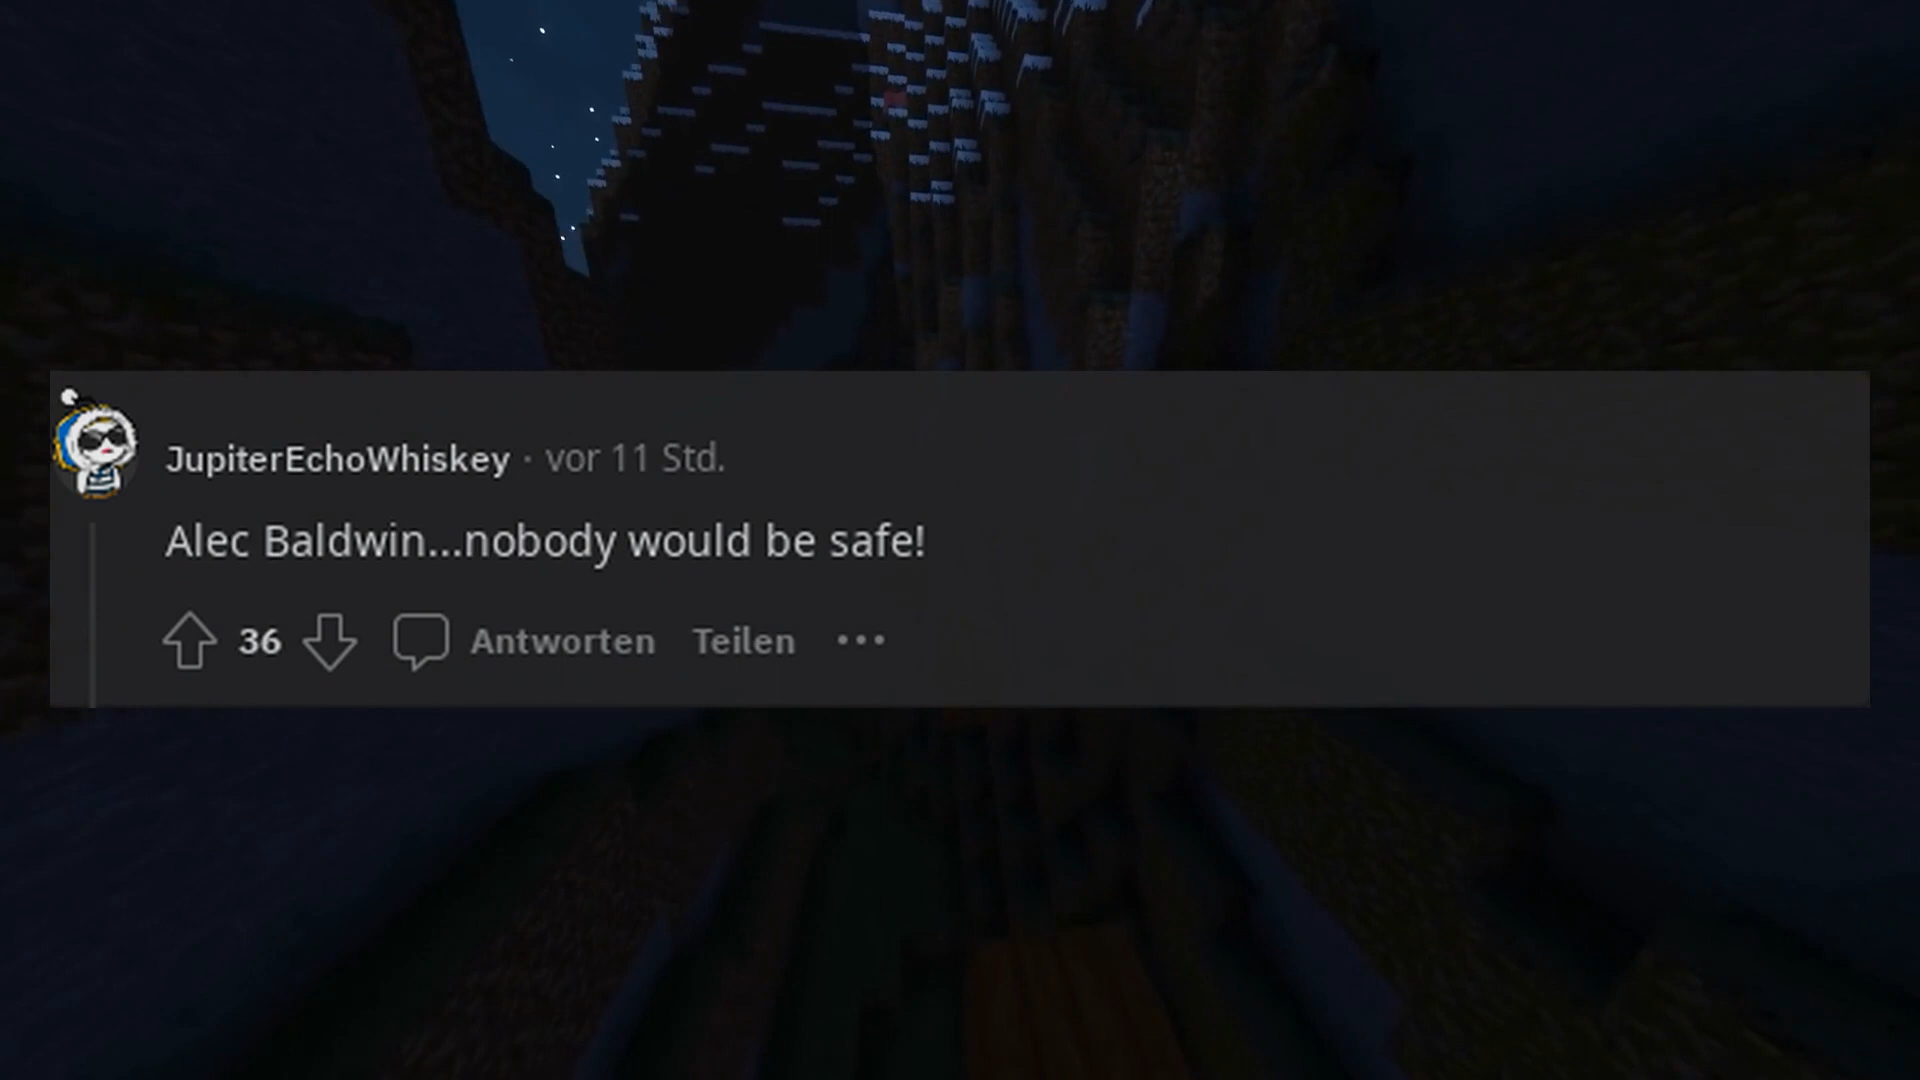 JupiterEchoWhiskey · vor 11 Std.
Alec Baldwin...nobody would be safe!
36 Antworten Teilen ...